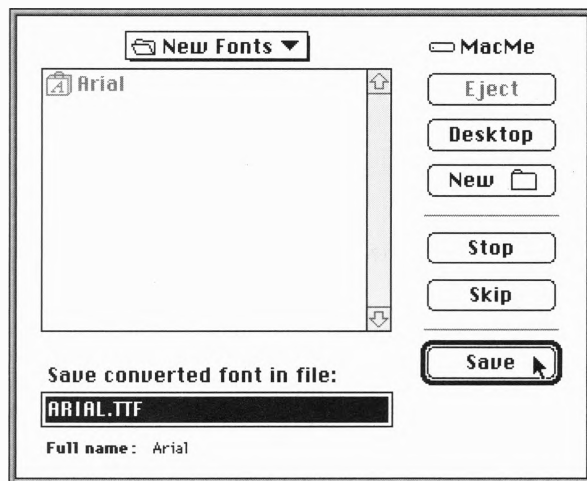 New Fonts
MacMe
Arial
Eject
Desktop
New
Stop
Skip
Save
Save converted font in file:
ARIAL.TTF
Full name: Arial